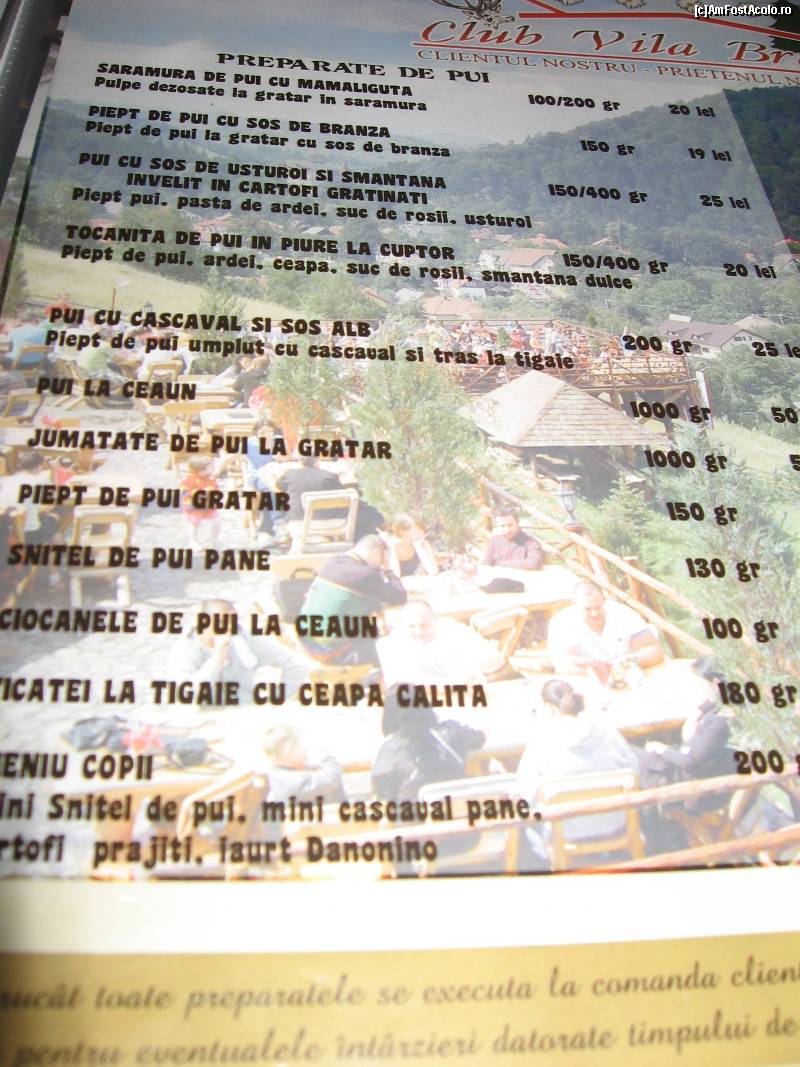 [c]AmFostAcolo.ro
Club Vila
CLIENTUL NOSTRU - PRIETENUL
PREPARATE DE PUI
SARAMURA DE PUI CU MAMALIGUTA 100/200 gr 20 lei
Pulpe dezosate la gratar in saramura
PIEPT DE PUI CU SOS DE BRANZA 150 gr 19 lei
Piept de pui la gratar cu sos de branza
PUI CU SOS DE USTUROI SI SMANTANA
INVELIT IN CARTOFI GRATINATI 150/400 gr 25 lei
Piept pui, pasta de ardei, suc de rosii, usturoi
TOCANITA DE PUI IN PIURE LA CUPTOR 150/400 gr 20 lei
Piept de pui, ardei, ceapa, suc de rosii, smantana dulce
PUI CU CASCAVAL SI SOS ALB 200 gr 25 le
Piept de pui umplut cu cascaval si tras la tigaie
PUI LA CEAUN 1000 gr 50
JUMATATE DE PUI LA GRATAR 1000 gr
PIEPT DE PUI GRATAR 150 gr
SNITEL DE PUI PANE 130 gr
CIOCANELE DE PUI LA CEAUN 100 gr
FICATEI LA TIGAIE CU CEAPA CALITA 180 gr
ENIU COPII 200 g
ini Snitel de pui, mini cascaval pane,
rtofi prajiti, iaurt Danonino
rucât toate preparatele se executa la comanda client
pentru eventualele întârzieri datorate timpului de